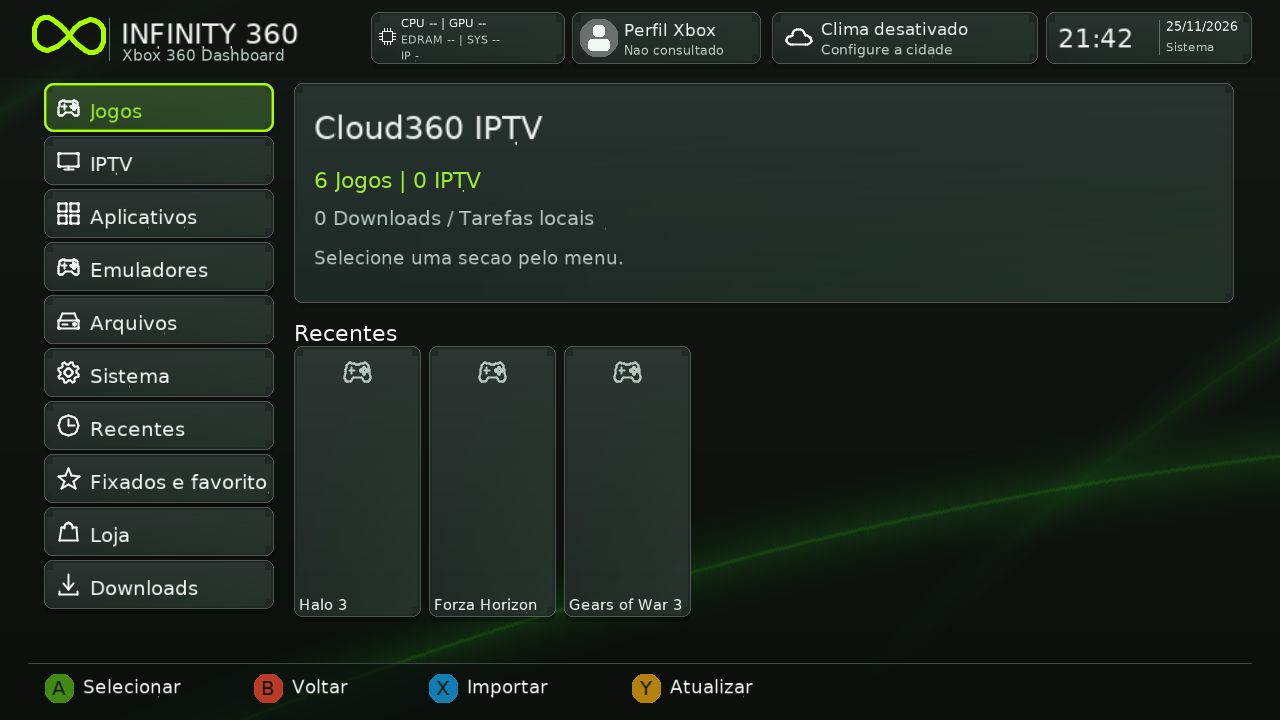 INFINITY 360
Xbox 360 Dashboard
CPU -- | GPU --
EDRAM -- | SYS --
IP -
Perfil Xbox
Nao consultado
Clima desativado
Configure a cidade
21:42
25/11/2026
Sistema
Jogos
IPTV
Aplicativos
Emuladores
Arquivos
Sistema
Recentes
Fixados e favorito
Loja
Downloads
Cloud360 IPTV
6 Jogos | 0 IPTV
0 Downloads / Tarefas locais
Selecione uma secao pelo menu.
Recentes
Halo 3
Forza Horizon
Gears of War 3
A Selecionar
B Voltar
X Importar
Y Atualizar